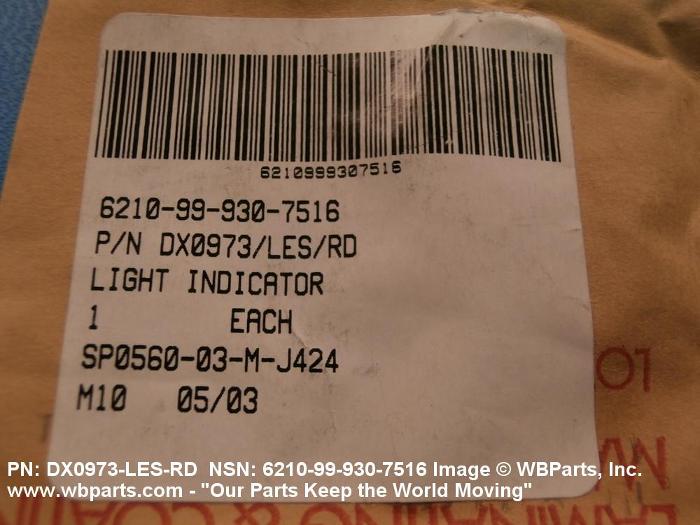 6210999307516
6210-99-930-7516
P/N DX0973/LES/RD
LIGHT INDICATOR
1 EACH
SP0560-03-M-J424
M10 05/03
PN: DX0973-LES-RD NSN: 6210-99-930-7516 Image © WBParts, Inc.
www.wbparts.com - "Our Parts Keep the World Moving"